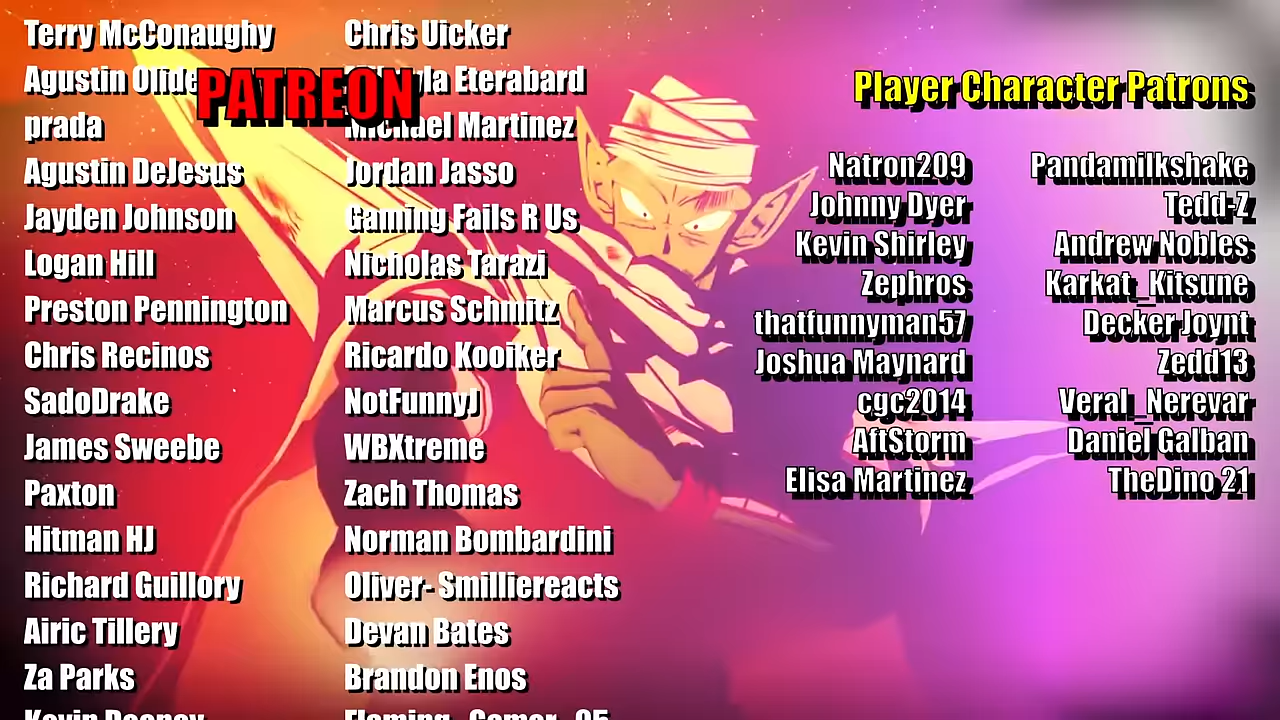 Terry McConaughy
Agustin
prada
Agustin DeJesus
Jayden Johnson
Logan Hill
Preston Pennington
Chris Recinos
SadoDrake
James Sweebe
Paxton
Hitman HJ
Richard Guillory
Airic Tillery
Za Parks
PATREON
Chris Uicker
Eterabard
Michael Martinez
Jordan Jasso
Gaming Fails R Us
Nicholas Tarazi
Marcus Schmitz
Ricardo Kooiker
NotFunnyJ
WBXtreme
Zach Thomas
Norman Bombardini
Oliver- Smilliereacts
Devan Bates
Brandon Enos
Player Character Patrons
Natron209
Johnny Dyer
Kevin Shirley
Zephros
thatfunnyman57
Joshua Maynard
cgc2014
AftStorm
Elisa Martinez
Pandamilkshake
Tedd-Z
Andrew Nobles
Karkat_Kitsune
Decker Joynt
Zedd13
Veral_Nerevar
Daniel Galban
TheDino 21